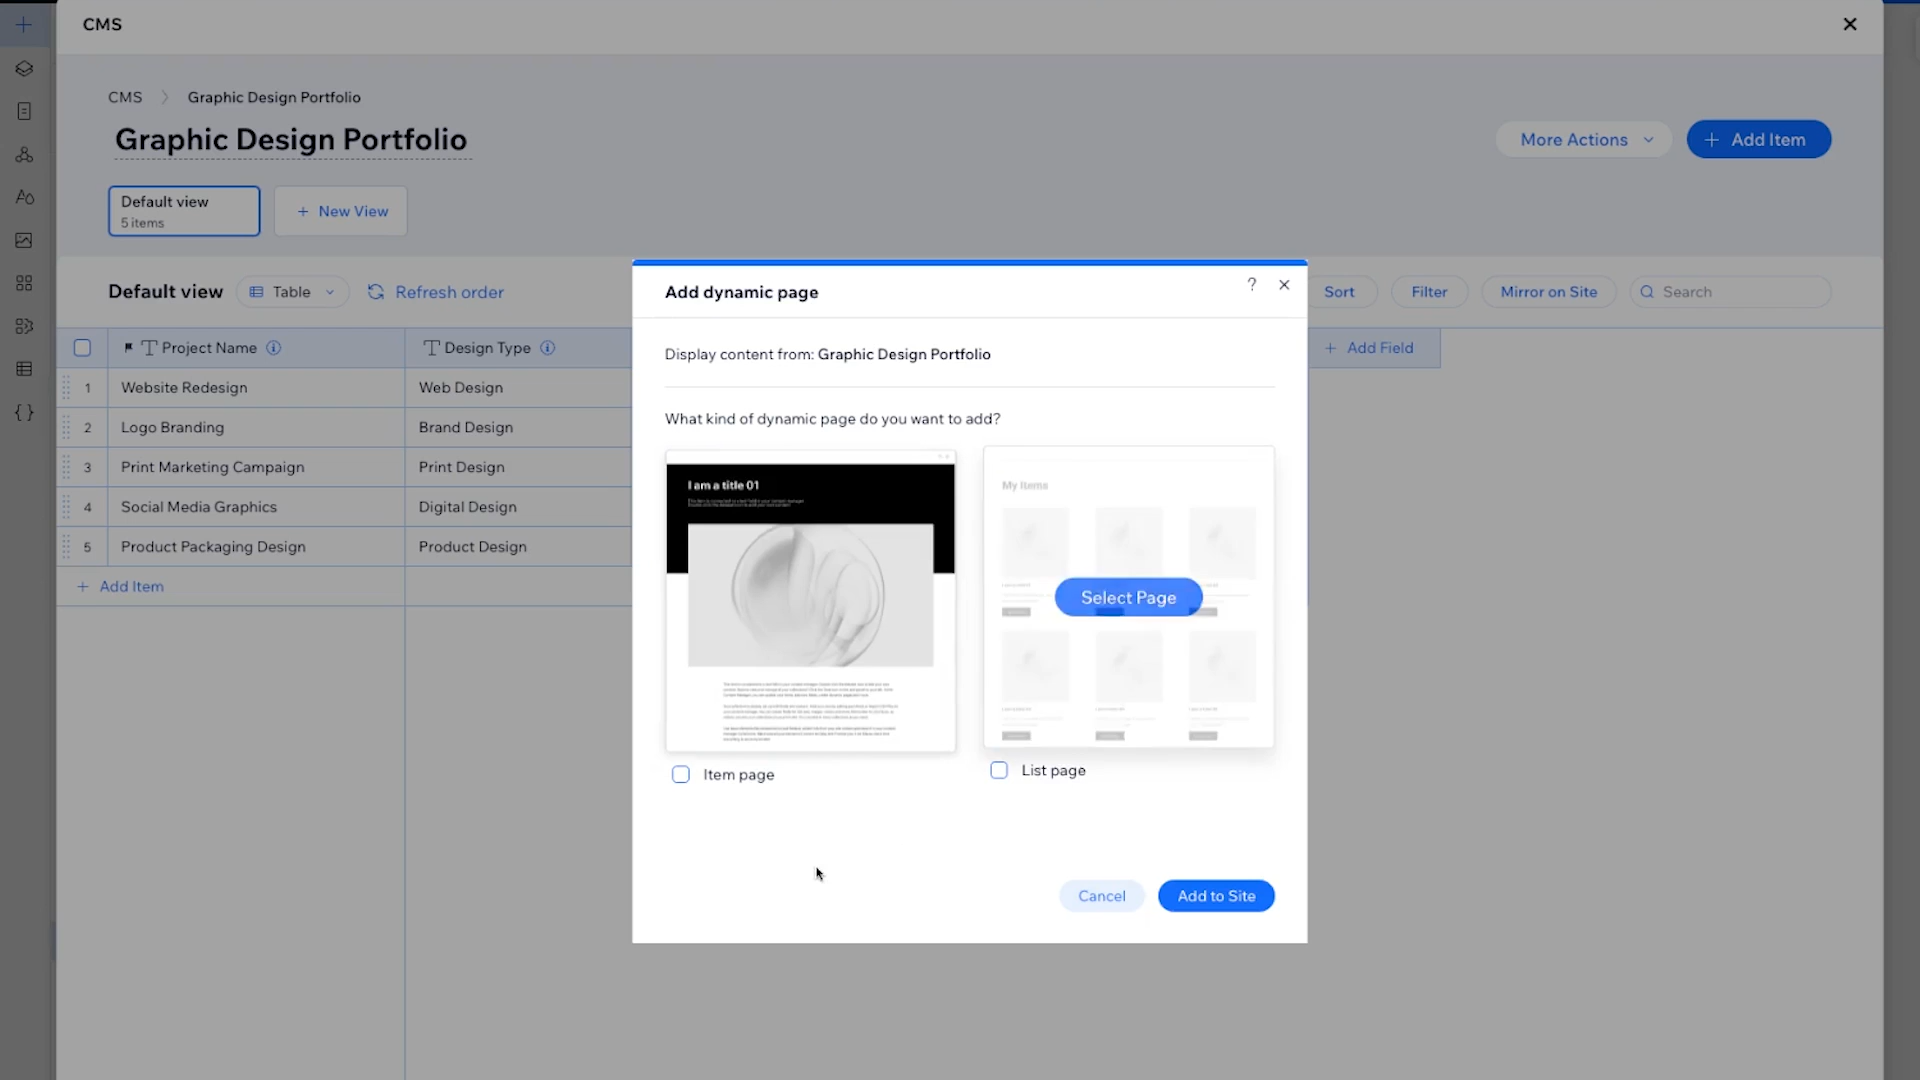 CMS
CMS
Graphic Design Portfolio
Graphic Design Portfolio
More Actions
Add Item
Default view
5 items
New View
Default view
Table
Refresh order
Sort
Filter
Mirror on Site
Search
Project Name
Design Type
Add Field
1 Website Redesign Web Design
2 Logo Branding Brand Design
3 Print Marketing Campaign Print Design
4 Social Media Graphics Digital Design
5 Product Packaging Design Product Design
Add Item
Add dynamic page
?
Display content from: Graphic Design Portfolio
What kind of dynamic page do you want to add?
I am a title 01
My Items
Select Page
Item page
List page
Cancel
Add to Site